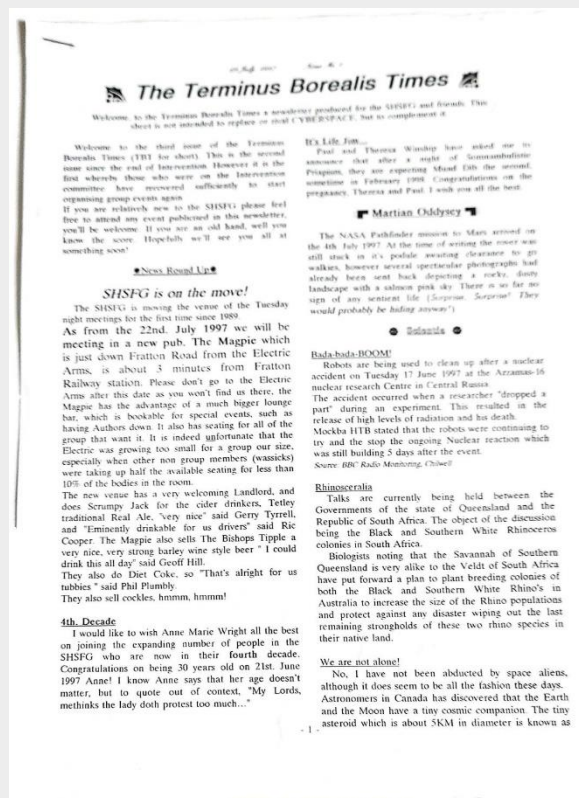 The Terminus Borealis Times
Welcome, to the Terminus Borealis Times a newsletter produced for the SHSFG and friends. This
sheet is not intended to replace or rival CYBERSPACE, but to complement it.
Welcome to the third issue of the Terminus
Borealis Times (TBT for short). This is the second
issue since the end of Intervention. However it is the
first whereby those who were on the Intervention
committee have recovered sufficiently to start
organising group events again.
If you are relatively new to the SHSFG please feel
free to attend any event publicised in this newsletter,
you'll be welcome. If you are an old hand, well you
know the score. Hopefully we'll see you all at
something soon!
●News Round Up●
SHSFG is on the move!
The SHSFG is moving the venue of the Tuesday
night meetings for the first time since 1989.
As from the 22nd. July 1997 we will be
meeting in a new pub. The Magpie which
is just down Fratton Road from the Electric
Arms, is about 3 minutes from Fratton
Railway station. Please don't go to the Electric
Arms after this date as you won't find us there, the
Magpie has the advantage of a much bigger lounge
bar, which is bookable for special events, such as
having Authors down. It also has seating for all of the
group that want it. It is indeed unfortunate that the
Electric was growing too small for a group our size,
especially when other non group members (wassicks)
were taking up half the available seating for less than
10% of the bodies in the room.
The new venue has a very welcoming Landlord, and
does Scrumpy Jack for the cider drinkers, Tetley
traditional Real Ale, "very nice" said Gerry Tyrrell,
and "Eminently drinkable for us drivers" said Ric
Cooper. The Magpie also sells The Bishops Tipple a
very nice, very strong barley wine style beer " I could
drink this all day" said Geoff Hill.
They also do Diet Coke, so "That's alright for us
tubbies " said Phil Plumbly.
They also sell cockles, hmmm, hmmm!
4th. Decade
I would like to wish Anne Marie Wright all the best
on joining the expanding number of people in the
SHSFG who are now in their fourth decade.
Congratulations on being 30 years old on 21st. June
1997 Anne! I know Anne says that her age doesn't
matter, but to quote out of context, "My Lords,
methinks the lady doth protest too much..."
It's Life Jim...
Paul and Theresa Wanship have asked me to
announce that after a night of Somnambulistic
Priapism, they are expecting Muad Dib the second,
sometime in February 1998. Congratulations on the
pregnancy, Theresa and Paul. I wish you all the best.
Martian Oddysey
The NASA Pathfinder mission to Mars arrived on
the 4th July 1997. At the time of writing the rover was
still stuck in it's podule awaiting clearance to go
walkies, however several spectacular photographs had
already been sent back depicting a rocky, dusty
landscape with a salmon pink sky. There is so far no
sign of any sentient life (Surprise, Surprise! They
would probably be hiding anyway")
Bada-bada-BOOM!
Robots are being used to clean up after a nuclear
accident on Tuesday 17 June 1997 at the Arzamas-16
nuclear research Centre in Central Russia.
The accident occurred when a researcher "dropped a
part" during an experiment. This resulted in the
release of high levels of radiation and his death.
Mockba HTB stated that the robots were continuing to
try and the stop the ongoing Nuclear reaction which
was still building 5 days after the event.
Source: BBC Radio Monitoring, Chilwell
Rhinosceralia
Talks are currently being held between the
Governments of the state of Queensland and the
Republic of South Africa. The object of the discussion
being the Black and Southern White Rhinoceros
colonies in South Africa.
Biologists noting that the Savannah of Southern
Queensland is very alike to the Veldt of South Africa
have put forward a plan to plant breeding colonies of
both the Black and Southern White Rhino's in
Australia to increase the size of the Rhino populations
and protect against any disaster wiping out the last
remaining strongholds of these two rhino species in
their native land.
We are not alone!
No, I have not been abducted by space aliens,
although it does seem to be all the fashion these days.
Astronomers in Canada has discovered that the Earth
and the Moon have a tiny cosmic companion. The tiny
asteroid which is about 5KM in diameter is known as
- 1 -